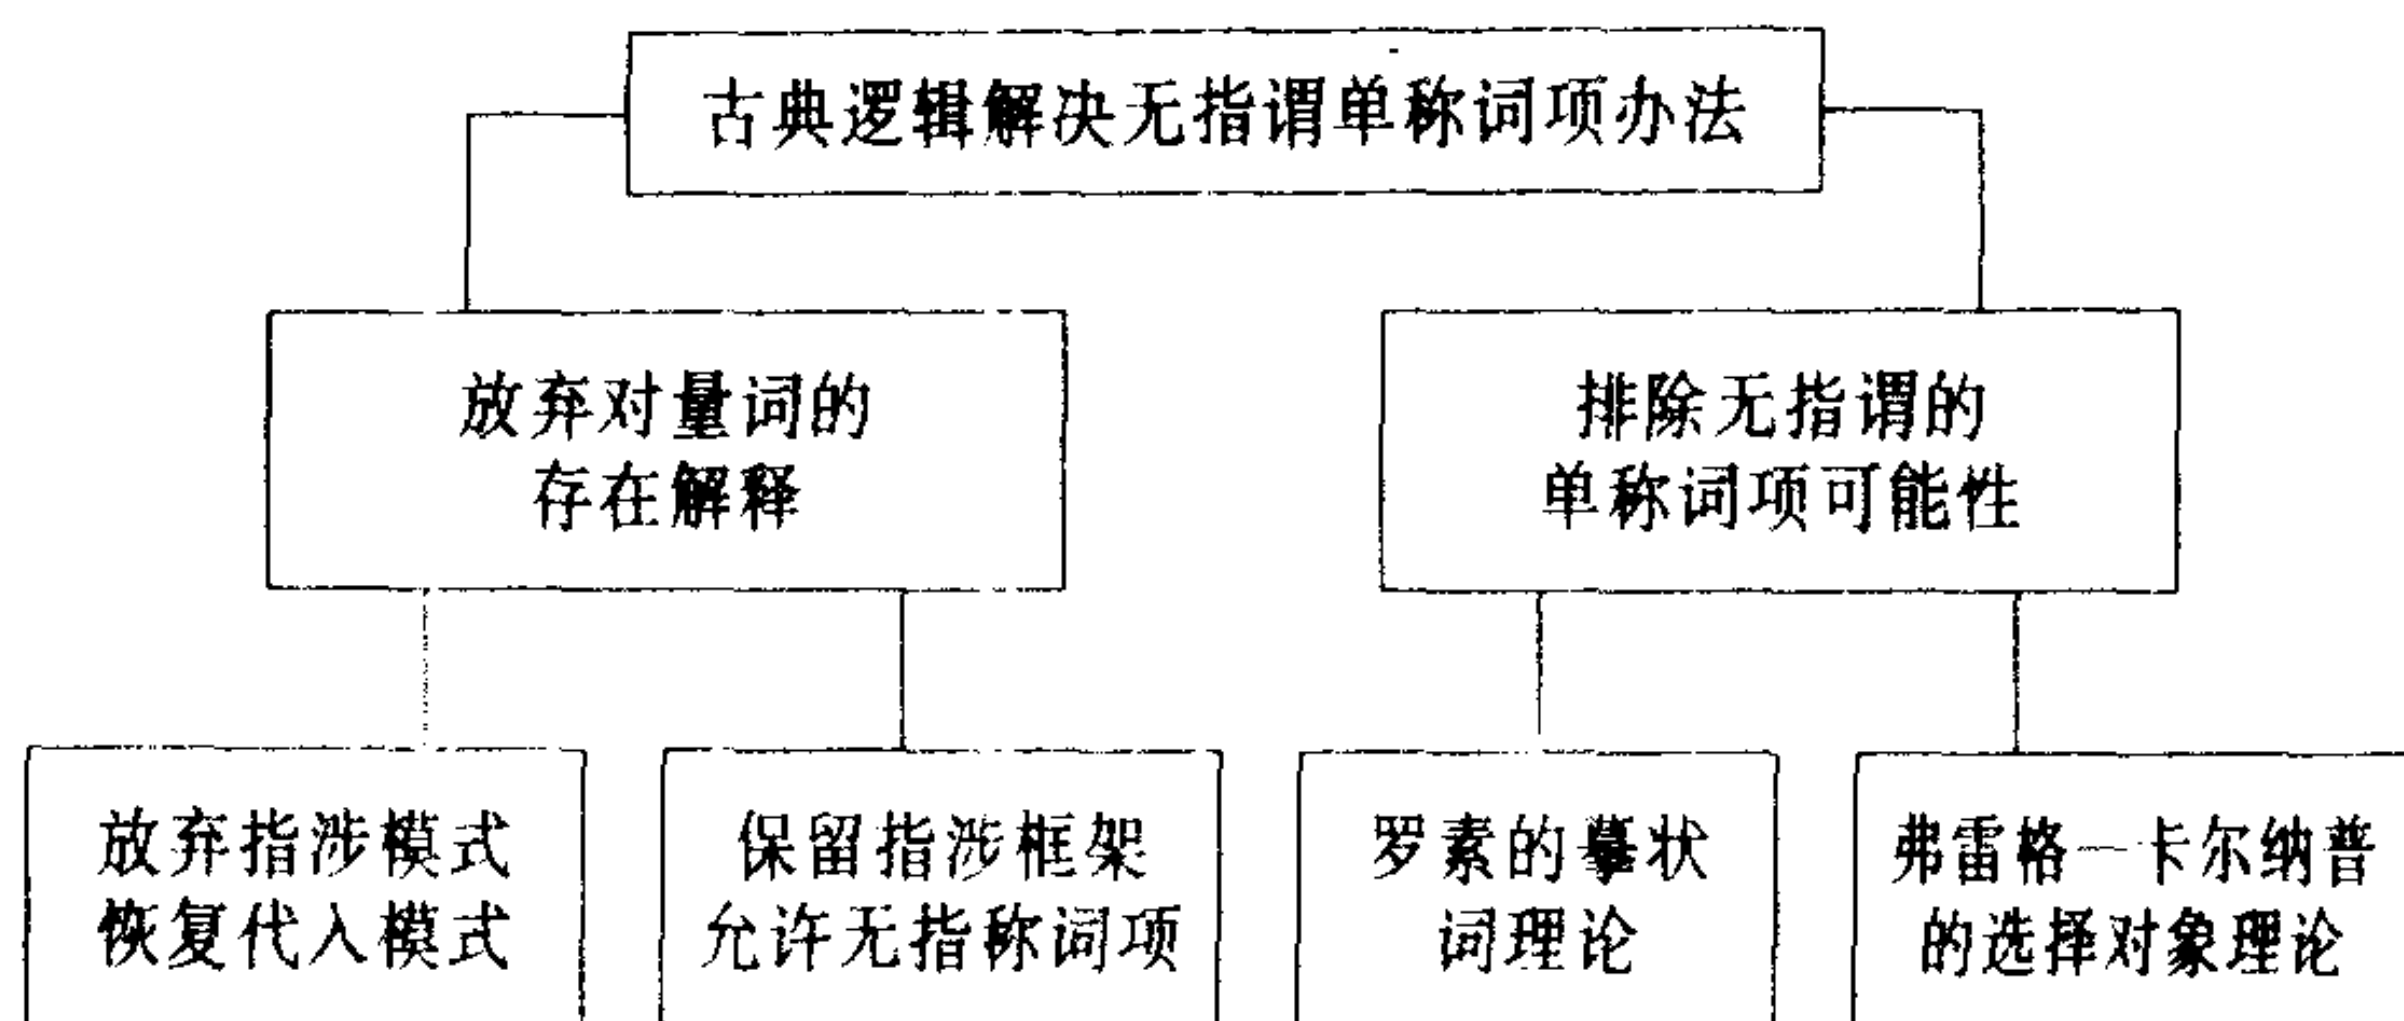 古典逻辑解决无指谓单称词项办法
放弃对量词的
存在解释
排除无指谓的
单称词项可能性
放弃指涉模式
恢复代入模式
保留指涉框架
允许无指称词项
罗素的摹状
词理论
弗雷格—卡尔纳普
的选择对象理论